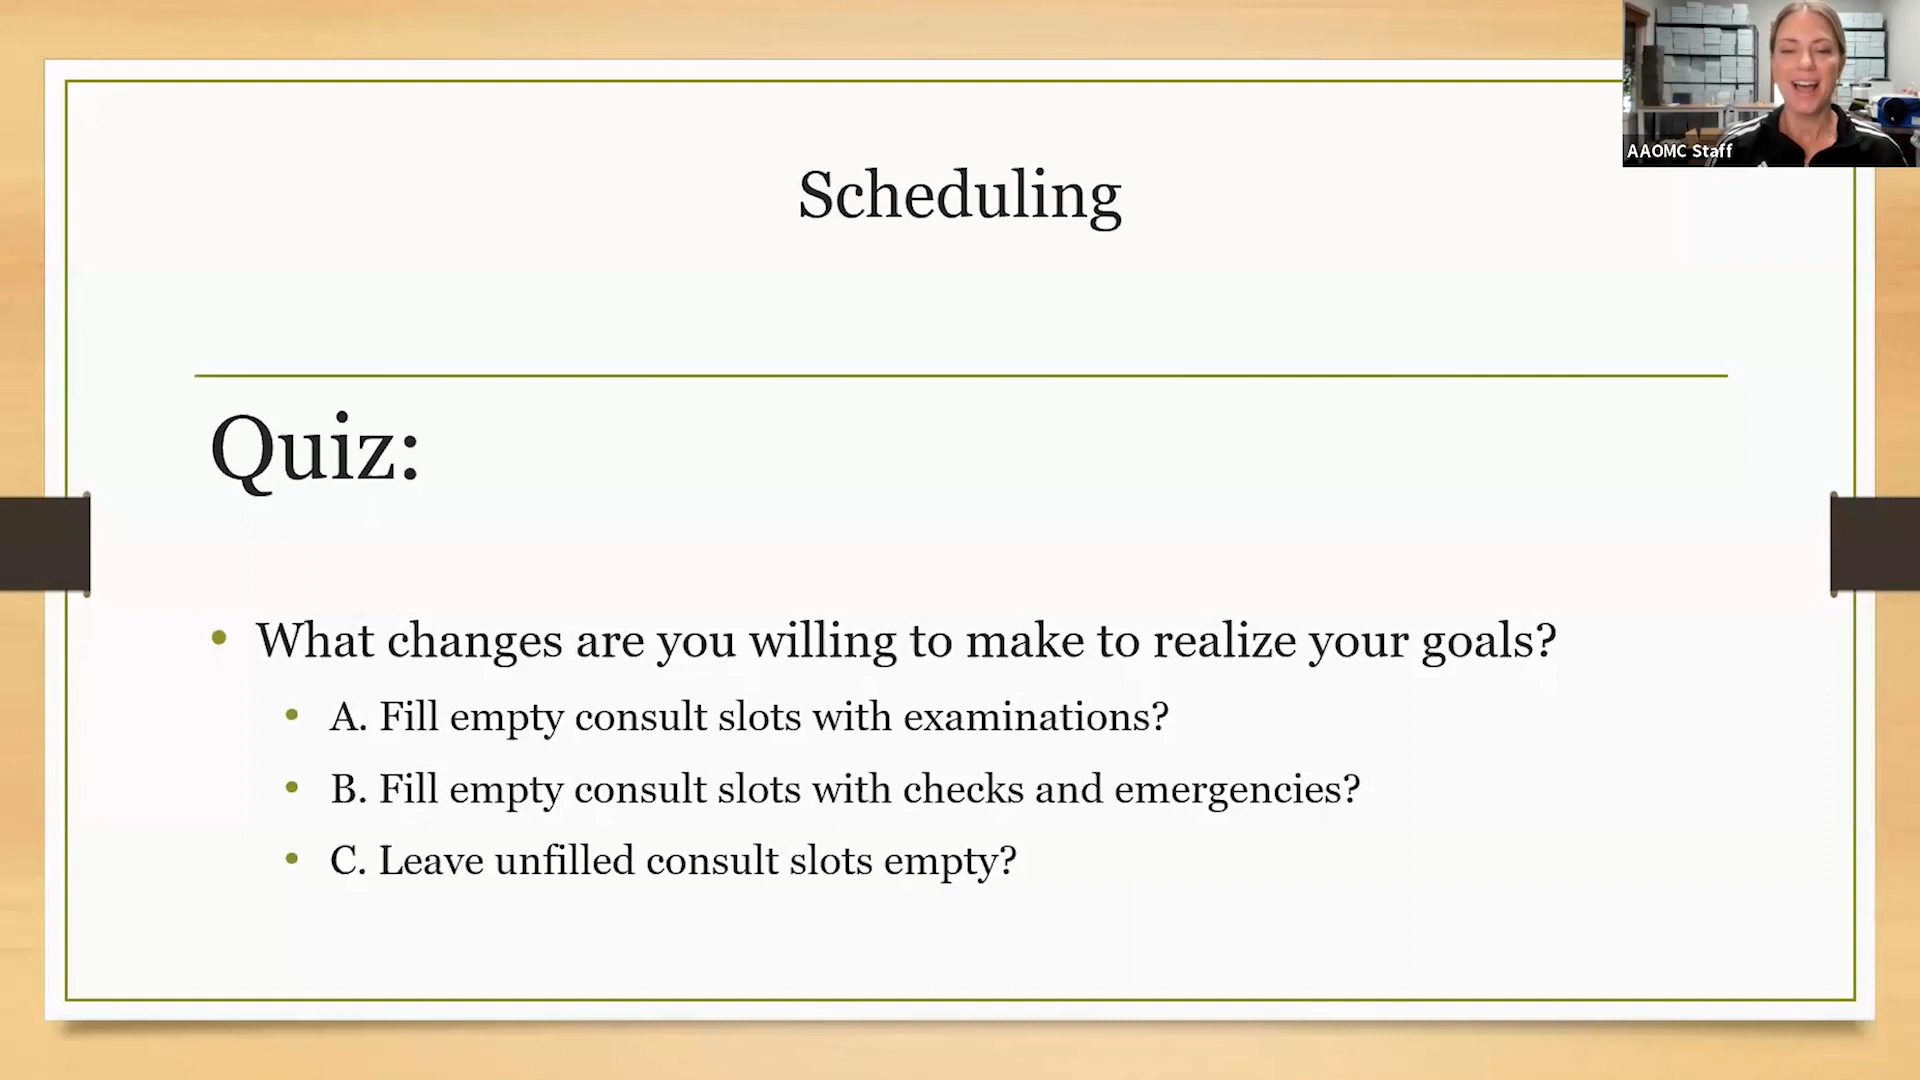 AAOMC Staff
Scheduling
Quiz:
• What changes are you willing to make to realize your goals?
• A. Fill empty consult slots with examinations?
• B. Fill empty consult slots with checks and emergencies?
• C. Leave unfilled consult slots empty?